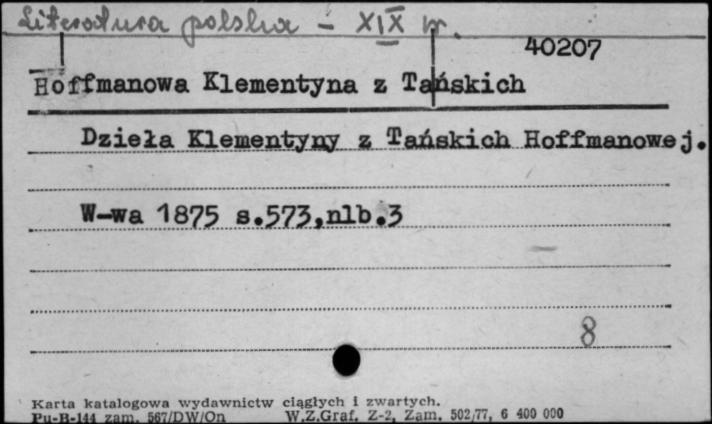 Literatura polska - XIX w.
40207
Hoffmanowa Klementyna z Tańskich
Dzieła Klementyny z Tańskich Hoffmanowej.
W-wa 1875 s.573,nlb.3
8
Karta katalogowa wydawnictw ciągłych i zwartych.
Pu-B-144 zam. 567/DW/On W.Z.Graf. Z-2, Zam. 502/77, 6 400 000